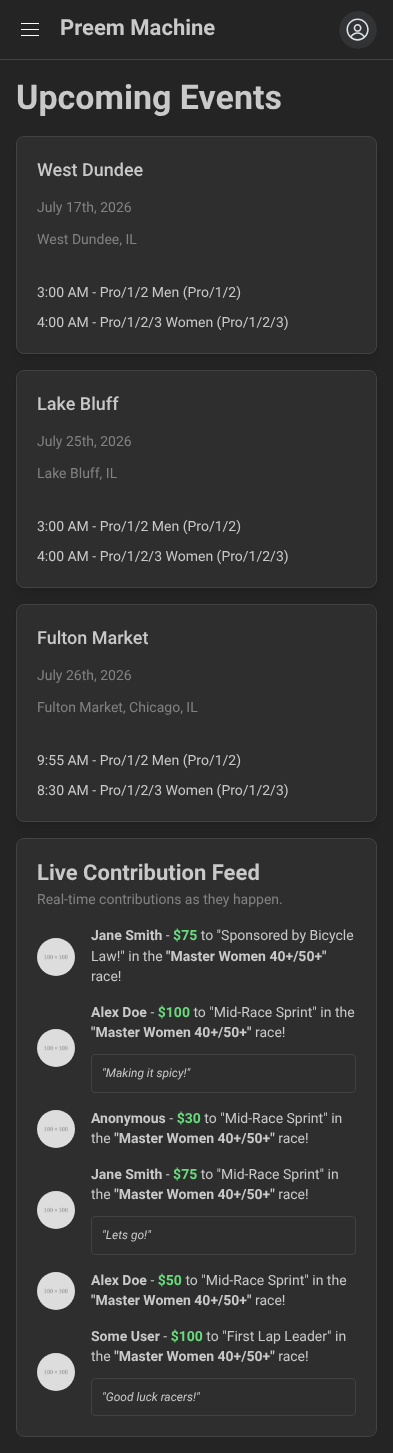 Preem Machine
Upcoming Events
West Dundee
July 17th, 2026
West Dundee, IL
3:00 AM - Pro/1/2 Men (Pro/1/2)
4:00 AM - Pro/1/2/3 Women (Pro/1/2/3)
Lake Bluff
July 25th, 2026
Lake Bluff, IL
3:00 AM - Pro/1/2 Men (Pro/1/2)
4:00 AM - Pro/1/2/3 Women (Pro/1/2/3)
Fulton Market
July 26th, 2026
Fulton Market, Chicago, IL
9:55 AM - Pro/1/2 Men (Pro/1/2)
8:30 AM - Pro/1/2/3 Women (Pro/1/2/3)
Live Contribution Feed
Real-time contributions as they happen.
100 × 100
Jane Smith - $75 to "Sponsored by Bicycle
Law!" in the "Master Women 40+/50+"
race!
100 × 100
Alex Doe - $100 to "Mid-Race Sprint" in the
"Master Women 40+/50+" race!
"Making it spicy!"
100 × 100
Anonymous - $30 to "Mid-Race Sprint" in
the "Master Women 40+/50+" race!
100 × 100
Jane Smith - $75 to "Mid-Race Sprint" in
the "Master Women 40+/50+" race!
"Lets go!"
100 × 100
Alex Doe - $50 to "Mid-Race Sprint" in the
"Master Women 40+/50+" race!
100 × 100
Some User - $100 to "First Lap Leader" in
the "Master Women 40+/50+" race!
"Good luck racers!"